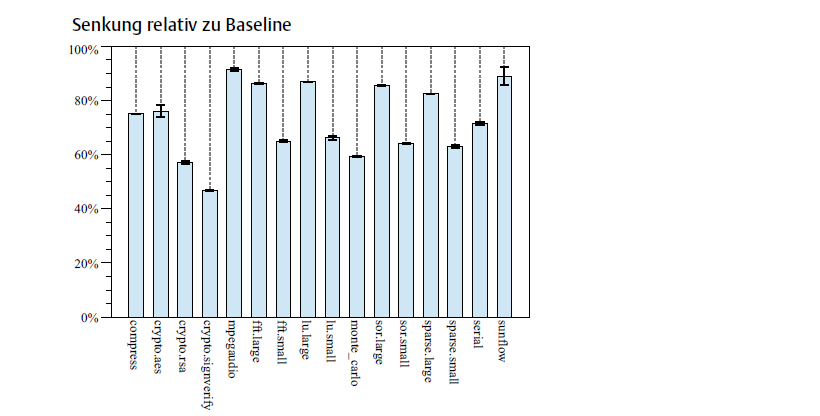 Senkung relativ zu Baseline
100%
80%
60%
40%
20%
0%
compress
crypto.aes
crypto.rsa
crypto.signverify
mpegaudio
fft.large
fft.small
lu.large
lu.small
monte_carlo
sor.large
sor.small
sparse.large
sparse.small
serial
sunflow